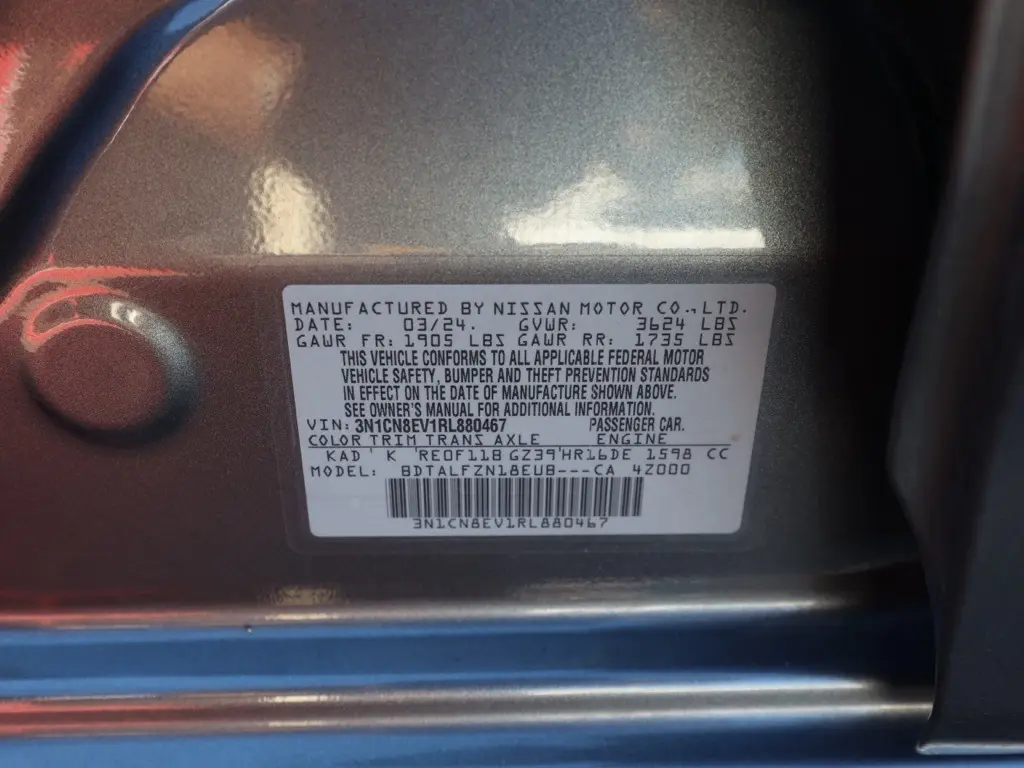 MANUFACTURED BY NISSAN MOTOR CO.,LTD.
DATE: 03/24. GVWR: 3624 LBS
GAWR FR: 1905 LBS GAWR RR: 1735 LBS
THIS VEHICLE CONFORMS TO ALL APPLICABLE FEDERAL MOTOR
VEHICLE SAFETY, BUMPER AND THEFT PREVENTION STANDARDS
IN EFFECT ON THE DATE OF MANUFACTURE SHOWN ABOVE.
SEE OWNER'S MANUAL FOR ADDITIONAL INFORMATION.
VIN: 3N1CN8EV1RL880467 PASSENGER CAR.
COLOR TRIM TRANS AXLE ENGINE
KAD ' K 'RE0F11B GZ39'HR16DE 1598 CC
MODEL: BDTALFZN18EUB---CA 4Z000
3N1CN8EV1RL880467